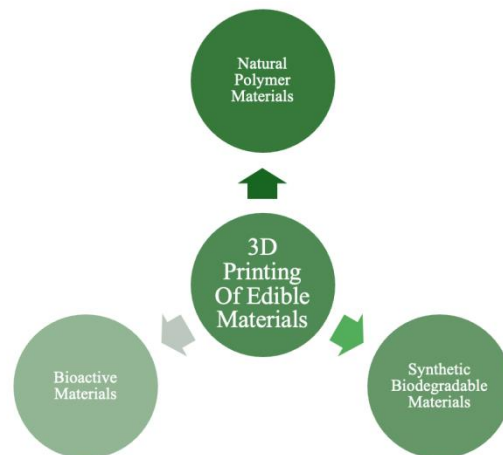 Natural
Polymer
Materials
3D
Printing
Of Edible
Materials
Bioactive
Materials
Synthetic
Biodegradable
Materials